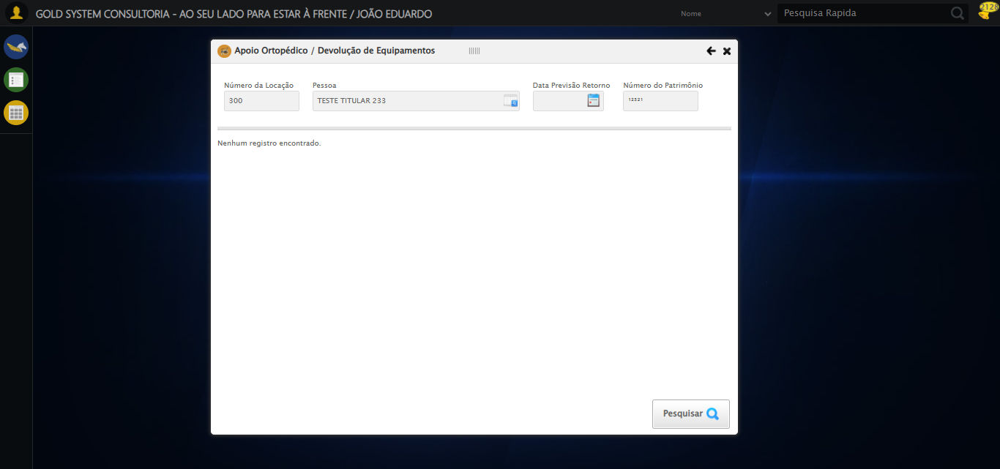 GOLD SYSTEM CONSULTORIA - AO SEU LADO PARA ESTAR À FRENTE / JOÃO EDUARDO
Nome
Pesquisa Rapida
2128
Apoio Ortopédico / Devolução de Equipamentos
Número da Locação
Pessoa
Data Previsão Retorno
Número do Patrimônio
300
TESTE TITULAR 233
12521
Nenhum registro encontrado.
Pesquisar